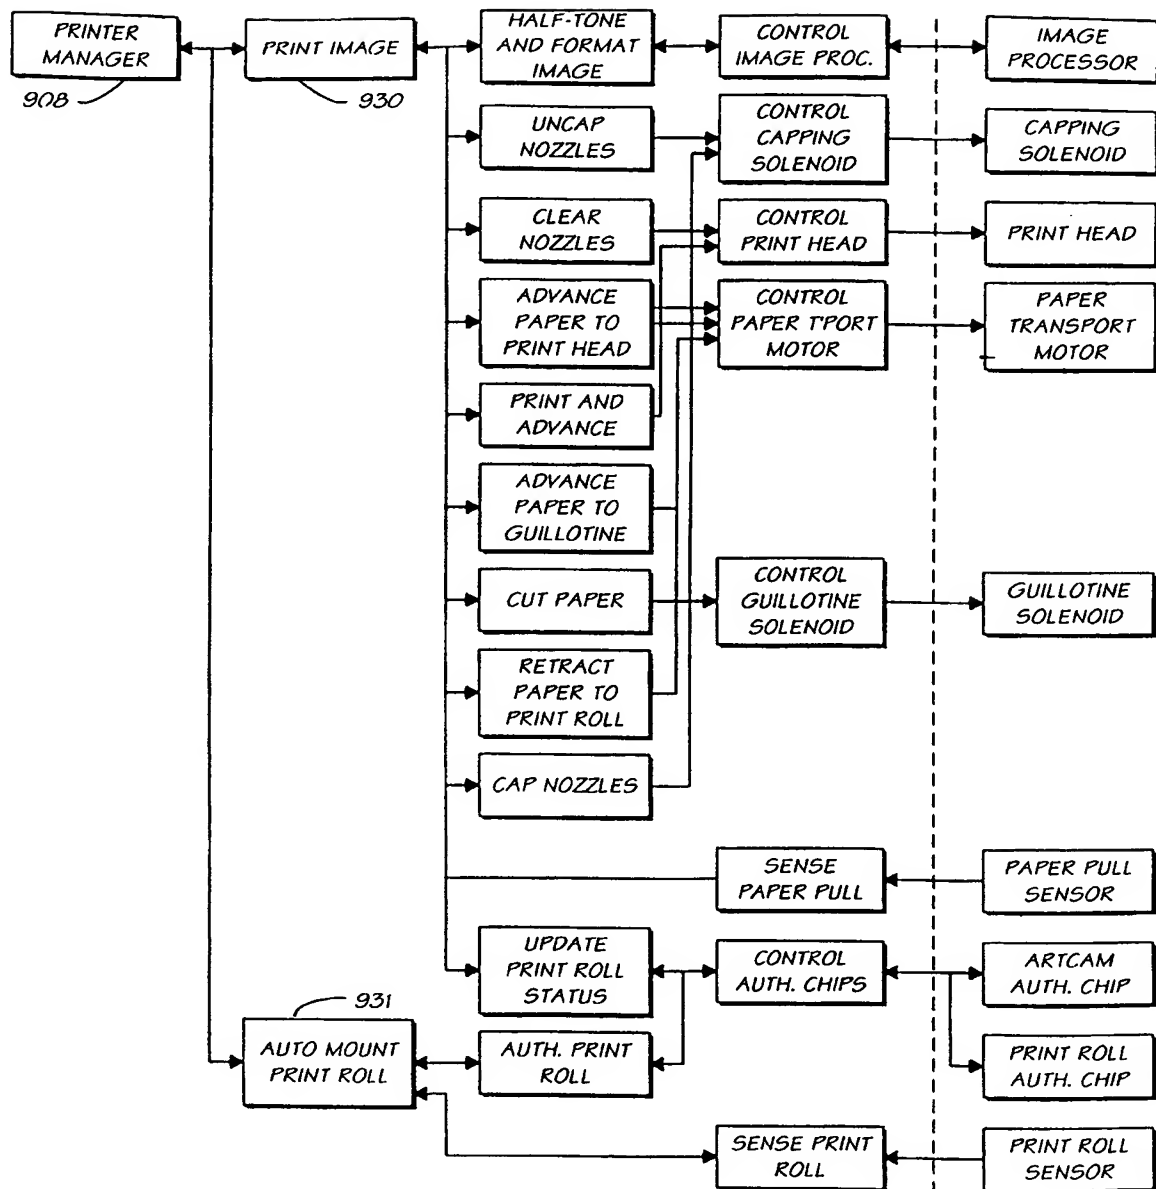 PRINTER
MANAGER
908
PRINT IMAGE
930
HALF-TONE
AND FORMAT
IMAGE
CONTROL
IMAGE PROC.
IMAGE
PROCESSOR
UNCAP
NOZZLES
CONTROL
CAPPING
SOLENOID
CAPPING
SOLENOID
CLEAR
NOZZLES
CONTROL
PRINT HEAD
PRINT HEAD
ADVANCE
PAPER TO
PRINT HEAD
CONTROL
PAPER T'PORT
MOTOR
PAPER
TRANSPORT
MOTOR
PRINT AND
ADVANCE
ADVANCE
PAPER TO
GUILLOTINE
CUT PAPER
CONTROL
GUILLOTINE
SOLENOID
GUILLOTINE
SOLENOID
RETRACT
PAPER TO
PRINT ROLL
CAP NOZZLES
SENSE
PAPER PULL
PAPER PULL
SENSOR
UPDATE
PRINT ROLL
STATUS
CONTROL
AUTH. CHIPS
ARTCAM
AUTH. CHIP
931
AUTO MOUNT
PRINT ROLL
AUTH. PRINT
ROLL
PRINT ROLL
AUTH. CHIP
SENSE PRINT
ROLL
PRINT ROLL
SENSOR